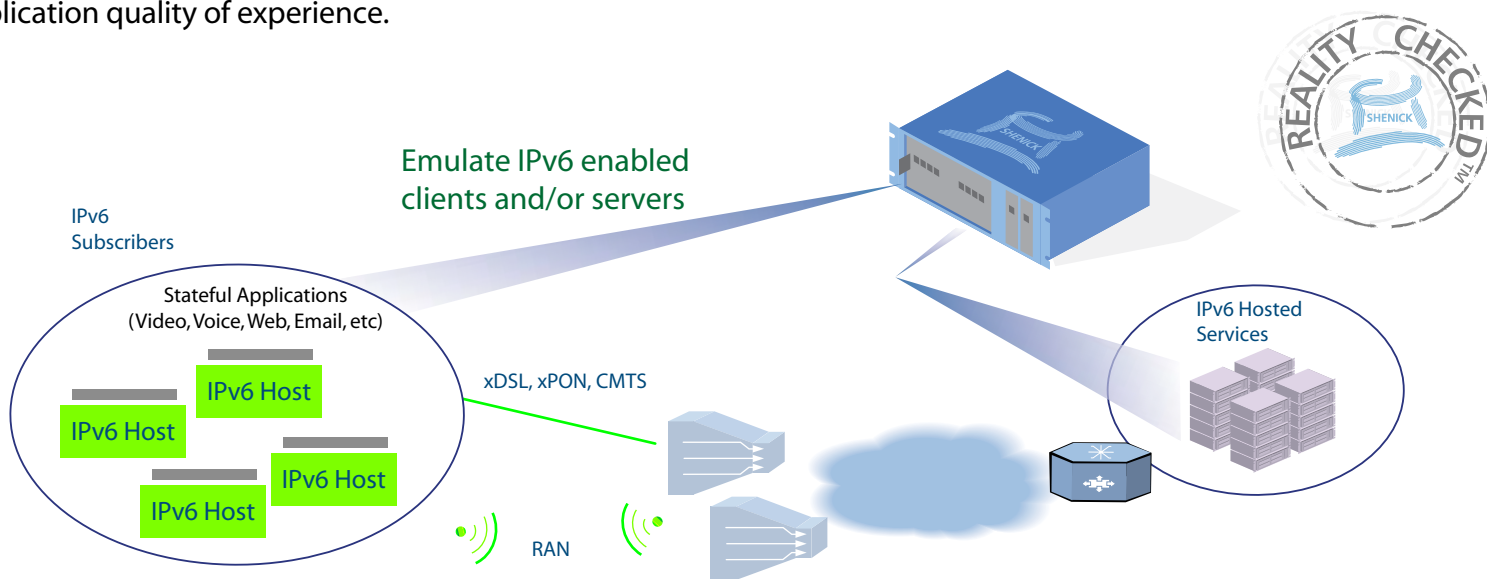 plication quality of experience.
REALITY CHECKED™
SHENICK
SHENICK
Emulate IPv6 enabled
clients and/or servers
IPv6
Subscribers
Stateful Applications
(Video, Voice, Web, Email, etc)
IPv6 Host
IPv6 Host
IPv6 Host
IPv6 Host
xDSL, xPON, CMTS
RAN
IPv6 Hosted
Services